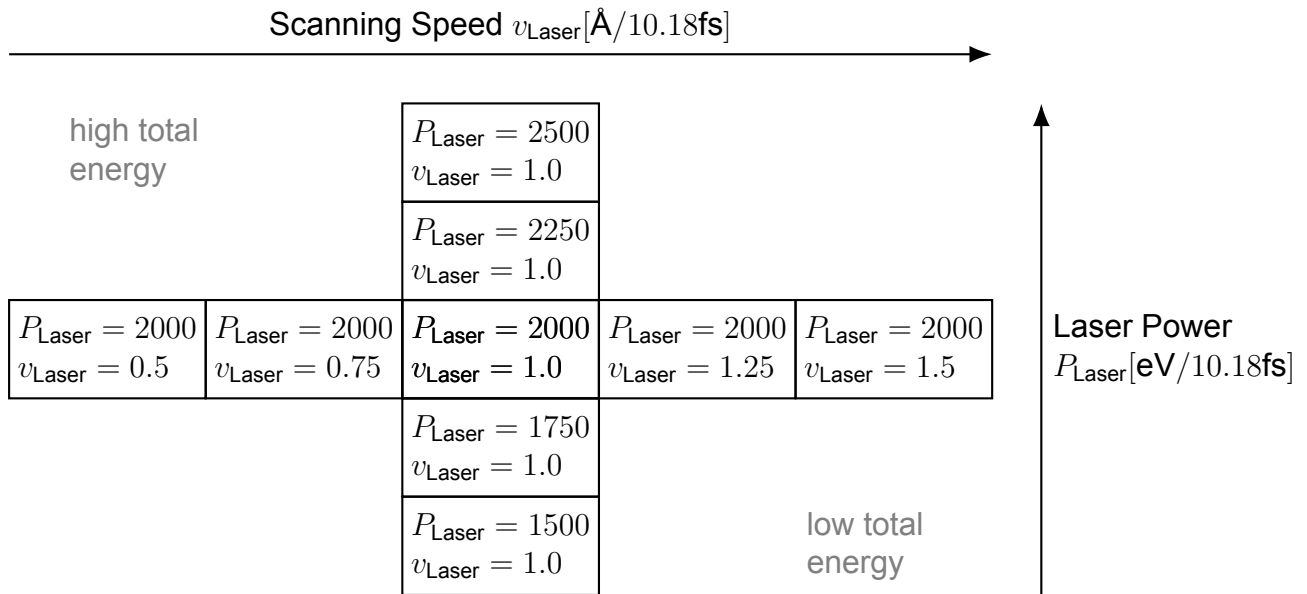 Scanning Speed v_Laser[Å/10.18fs]
high total
energy
P_Laser = 2500
v_Laser = 1.0
P_Laser = 2250
v_Laser = 1.0
P_Laser = 2000
v_Laser = 0.5
P_Laser = 2000
v_Laser = 0.75
P_Laser = 2000
v_Laser = 1.0
P_Laser = 2000
v_Laser = 1.25
P_Laser = 2000
v_Laser = 1.5
Laser Power
P_Laser[eV/10.18fs]
P_Laser = 1750
v_Laser = 1.0
P_Laser = 1500
v_Laser = 1.0
low total
energy